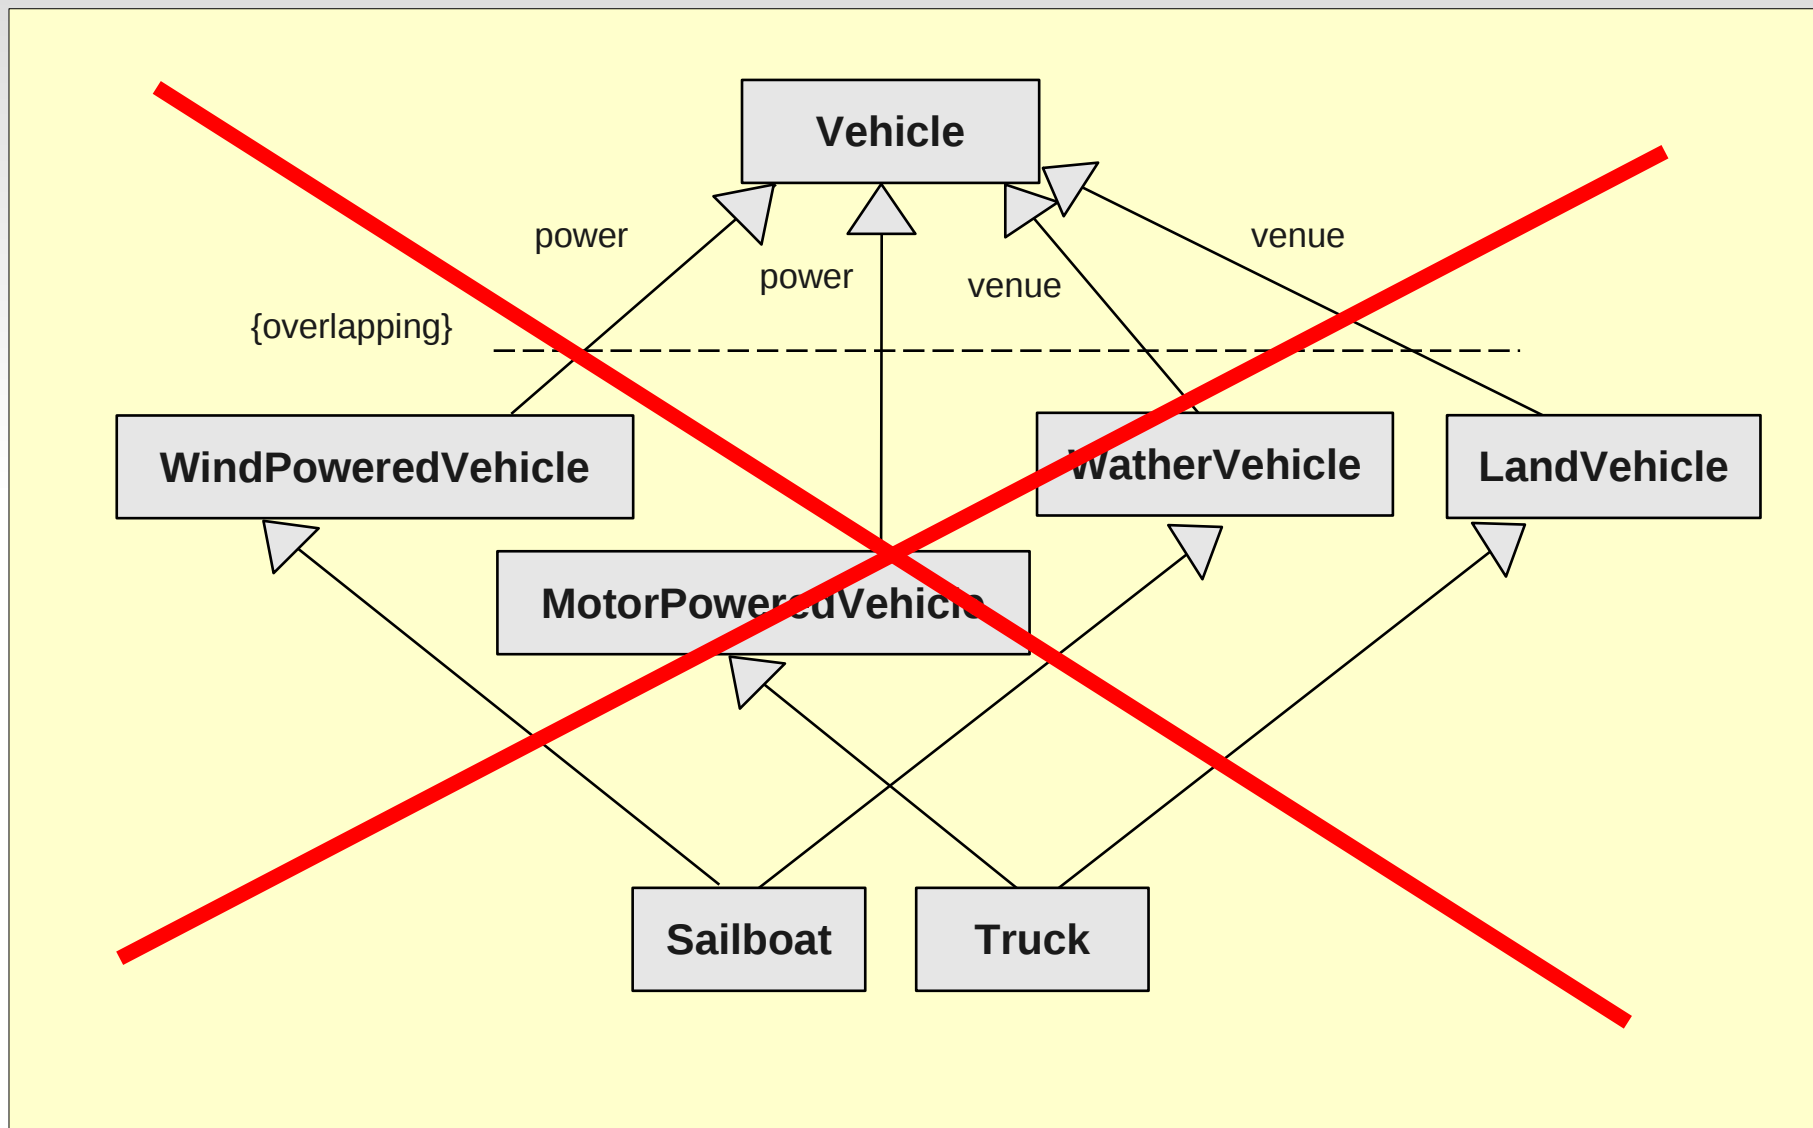 Vehicle
power
venue
power
venue
{overlapping}
WindPoweredVehicle
WatherVehicle
LandVehicle
MotorPoweredVehicle
Sailboat
Truck